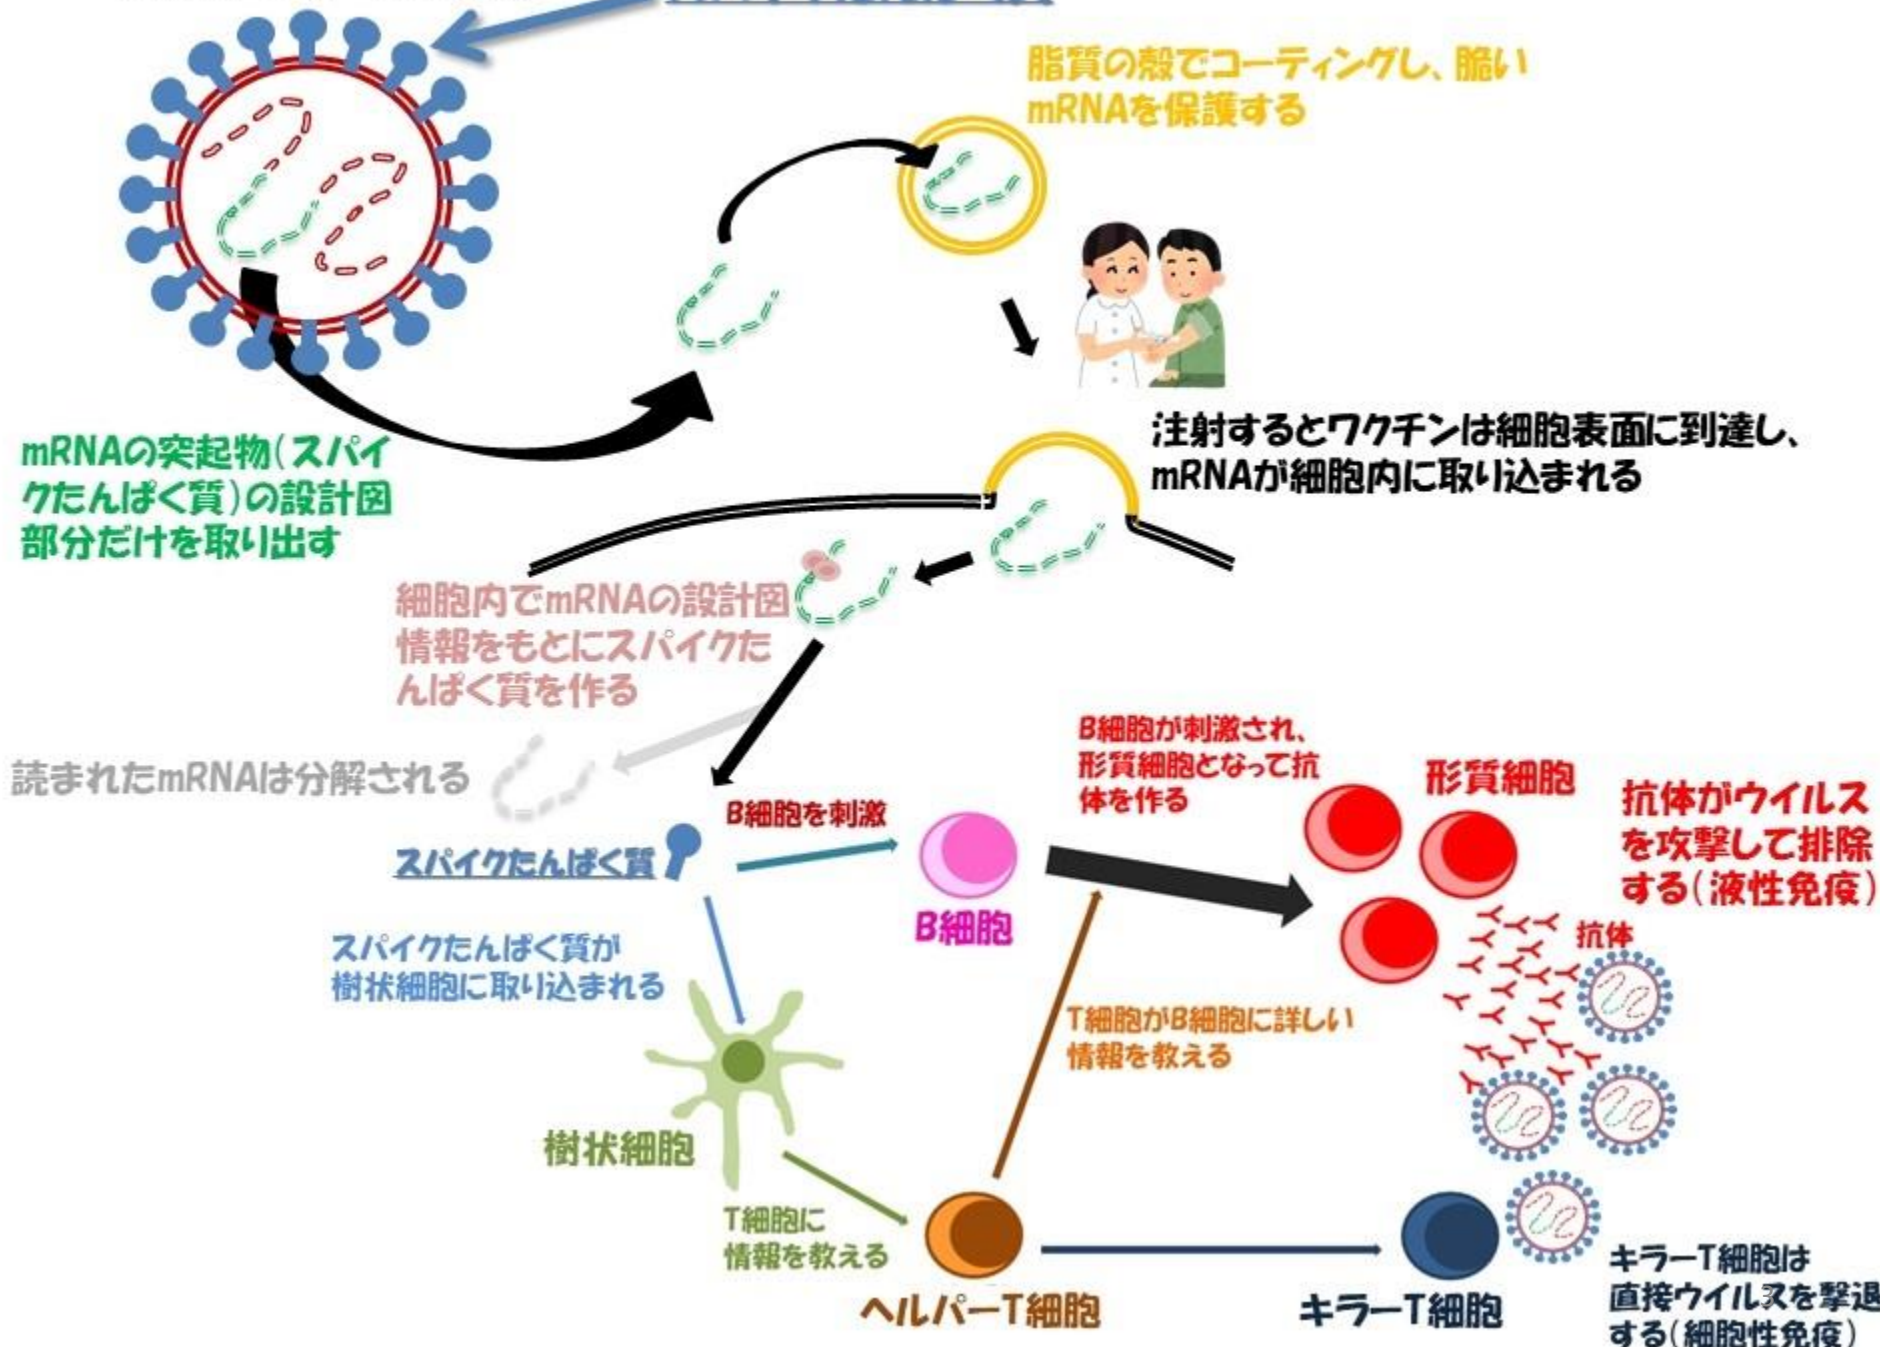 脂質の殻でコーティングし、脆い
mRNAを保護する
注射するとワクチンは細胞表面に到達し、
mRNAが細胞内に取り込まれる
mRNAの突起物(スパイ
クたんぱく質)の設計図
部分だけを取り出す
細胞内でmRNAの設計図
情報をもとにスパイクた
んぱく質を作る
読まれたmRNAは分解される
B細胞を刺激
B細胞が刺激され、
形質細胞となって抗
体を作る
形質細胞
抗体がウイルス
を攻撃して排除
する(液性免疫)
スパイクたんぱく質
B細胞
抗体
スパイクたんぱく質が
樹状細胞に取り込まれる
T細胞がB細胞に詳しい
情報を教える
樹状細胞
T細胞に
情報を教える
ヘルパーT細胞
キラーT細胞
キラーT細胞は
直接ウイルスを撃退
する(細胞性免疫)
3